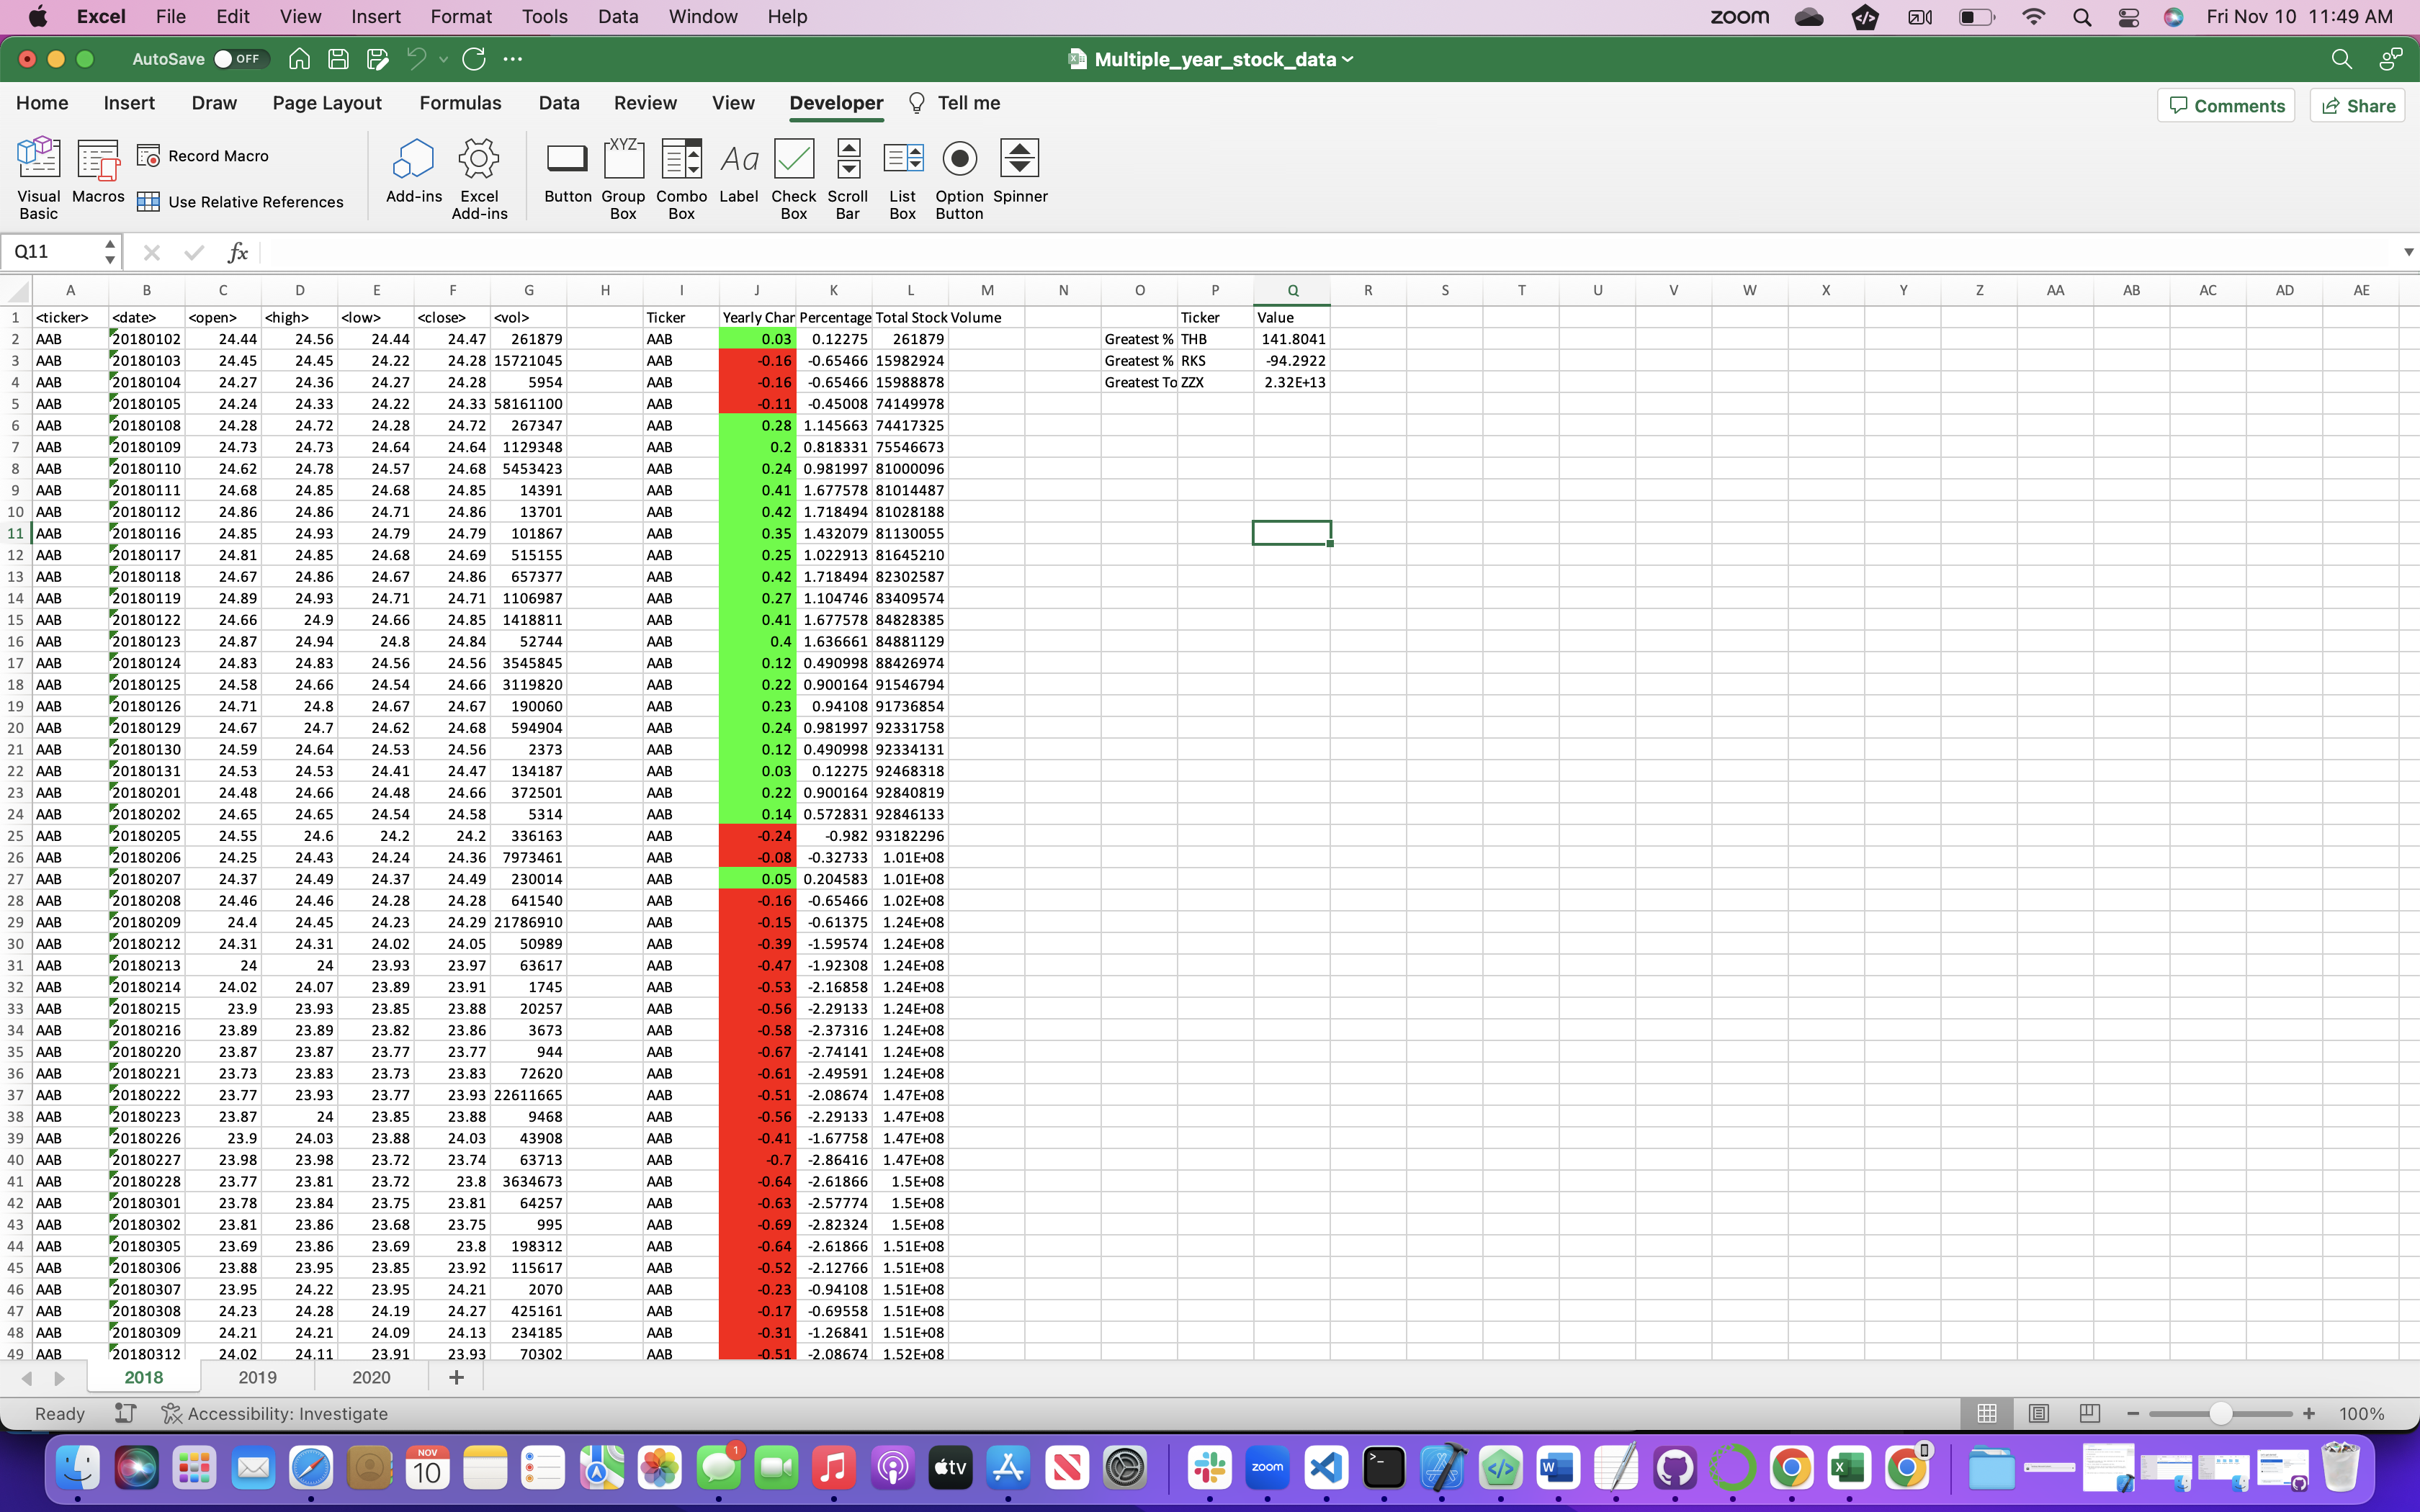 Excel File Edit View Insert Format Tools Data Window Help zoom Fri Nov 10 11:49 AM
AutoSave OFF Multiple_year_stock_data
Home Insert Draw Page Layout Formulas Data Review View Developer Tell me Comments Share
Visual Basic Macros Record Macro Use Relative References Add-ins Excel Add-ins XYZ Aa Button Group Box Combo Box Label Check Box Scroll Bar List Box Option Button Spinner
Q11 fx
A B C D E F G H I J K L M N O P Q R S T U V W X Y Z AA AB AC AD AE
1 <ticker> <date> <open> <high> <low> <close> <vol> Ticker Yearly Char Percentage Total Stock Volume Ticker Value
2 AAB 20180102 24.44 24.56 24.44 24.47 261879 AAB 0.03 0.12275 261879 Greatest % THB 141.8041
3 AAB 20180103 24.45 24.45 24.22 24.28 15721045 AAB -0.16 -0.65466 15982924 Greatest % RKS -94.2922
4 AAB 20180104 24.27 24.36 24.27 24.28 5954 AAB -0.16 -0.65466 15988878 Greatest To ZZX 2.32E+13
5 AAB 20180105 24.24 24.33 24.22 24.33 58161100 AAB -0.11 -0.45008 74149978
6 AAB 20180108 24.28 24.72 24.28 24.72 267347 AAB 0.28 1.145663 74417325
7 AAB 20180109 24.73 24.73 24.64 24.64 1129348 AAB 0.2 0.818331 75546673
8 AAB 20180110 24.62 24.78 24.57 24.68 5453423 AAB 0.24 0.981997 81000096
9 AAB 20180111 24.68 24.85 24.68 24.85 14391 AAB 0.41 1.677578 81014487
10 AAB 20180112 24.86 24.86 24.71 24.86 13701 AAB 0.42 1.718494 81028188
11 AAB 20180116 24.85 24.93 24.79 24.79 101867 AAB 0.35 1.432079 81130055
12 AAB 20180117 24.81 24.85 24.68 24.69 515155 AAB 0.25 1.022913 81645210
13 AAB 20180118 24.67 24.86 24.67 24.86 657377 AAB 0.42 1.718494 82302587
14 AAB 20180119 24.89 24.93 24.71 24.71 1106987 AAB 0.27 1.104746 83409574
15 AAB 20180122 24.66 24.9 24.66 24.85 1418811 AAB 0.41 1.677578 84828385
16 AAB 20180123 24.87 24.94 24.8 24.84 52744 AAB 0.4 1.636661 84881129
17 AAB 20180124 24.83 24.83 24.56 24.56 3545845 AAB 0.12 0.490998 88426974
18 AAB 20180125 24.58 24.66 24.54 24.66 3119820 AAB 0.22 0.900164 91546794
19 AAB 20180126 24.71 24.8 24.67 24.67 190060 AAB 0.23 0.94108 91736854
20 AAB 20180129 24.67 24.7 24.62 24.68 594904 AAB 0.24 0.981997 92331758
21 AAB 20180130 24.59 24.64 24.53 24.56 2373 AAB 0.12 0.490998 92334131
22 AAB 20180131 24.53 24.53 24.41 24.47 134187 AAB 0.03 0.12275 92468318
23 AAB 20180201 24.48 24.66 24.48 24.66 372501 AAB 0.22 0.900164 92840819
24 AAB 20180202 24.65 24.65 24.54 24.58 5314 AAB 0.14 0.572831 92846133
25 AAB 20180205 24.55 24.6 24.2 24.2 336163 AAB -0.24 -0.982 93182296
26 AAB 20180206 24.25 24.43 24.24 24.36 7973461 AAB -0.08 -0.32733 1.01E+08
27 AAB 20180207 24.37 24.49 24.37 24.49 230014 AAB 0.05 0.204583 1.01E+08
28 AAB 20180208 24.46 24.46 24.28 24.28 641540 AAB -0.16 -0.65466 1.02E+08
29 AAB 20180209 24.4 24.45 24.23 24.29 21786910 AAB -0.15 -0.61375 1.24E+08
30 AAB 20180212 24.31 24.31 24.02 24.05 50989 AAB -0.39 -1.59574 1.24E+08
31 AAB 20180213 24 24 23.93 23.97 63617 AAB -0.47 -1.92308 1.24E+08
32 AAB 20180214 24.02 24.07 23.89 23.91 1745 AAB -0.53 -2.16858 1.24E+08
33 AAB 20180215 23.9 23.93 23.85 23.88 20257 AAB -0.56 -2.29133 1.24E+08
34 AAB 20180216 23.89 23.89 23.82 23.86 3673 AAB -0.58 -2.37316 1.24E+08
35 AAB 20180220 23.87 23.87 23.77 23.77 944 AAB -0.67 -2.74141 1.24E+08
36 AAB 20180221 23.73 23.83 23.73 23.83 72620 AAB -0.61 -2.49591 1.24E+08
37 AAB 20180222 23.77 23.93 23.77 23.93 22611665 AAB -0.51 -2.08674 1.47E+08
38 AAB 20180223 23.87 24 23.85 23.88 9468 AAB -0.56 -2.29133 1.47E+08
39 AAB 20180226 23.9 24.03 23.88 24.03 43908 AAB -0.41 -1.67758 1.47E+08
40 AAB 20180227 23.98 23.98 23.72 23.74 63713 AAB -0.7 -2.86416 1.47E+08
41 AAB 20180228 23.77 23.81 23.72 23.8 3634673 AAB -0.64 -2.61866 1.5E+08
42 AAB 20180301 23.78 23.84 23.75 23.81 64257 AAB -0.63 -2.57774 1.5E+08
43 AAB 20180302 23.81 23.86 23.68 23.75 995 AAB -0.69 -2.82324 1.5E+08
44 AAB 20180305 23.69 23.86 23.69 23.8 198312 AAB -0.64 -2.61866 1.51E+08
45 AAB 20180306 23.88 23.95 23.85 23.92 115617 AAB -0.52 -2.12766 1.51E+08
46 AAB 20180307 23.95 24.22 23.95 24.21 2070 AAB -0.23 -0.94108 1.51E+08
47 AAB 20180308 24.23 24.28 24.19 24.27 425161 AAB -0.17 -0.69558 1.51E+08
48 AAB 20180309 24.21 24.21 24.09 24.13 234185 AAB -0.31 -1.26841 1.51E+08
49 AAB 20180312 24.02 24.11 23.91 23.93 70302 AAB -0.51 -2.08674 1.52E+08
2018 2019 2020 +
Ready Accessibility: Investigate 100%
NOV 10 1 tv zoom W X